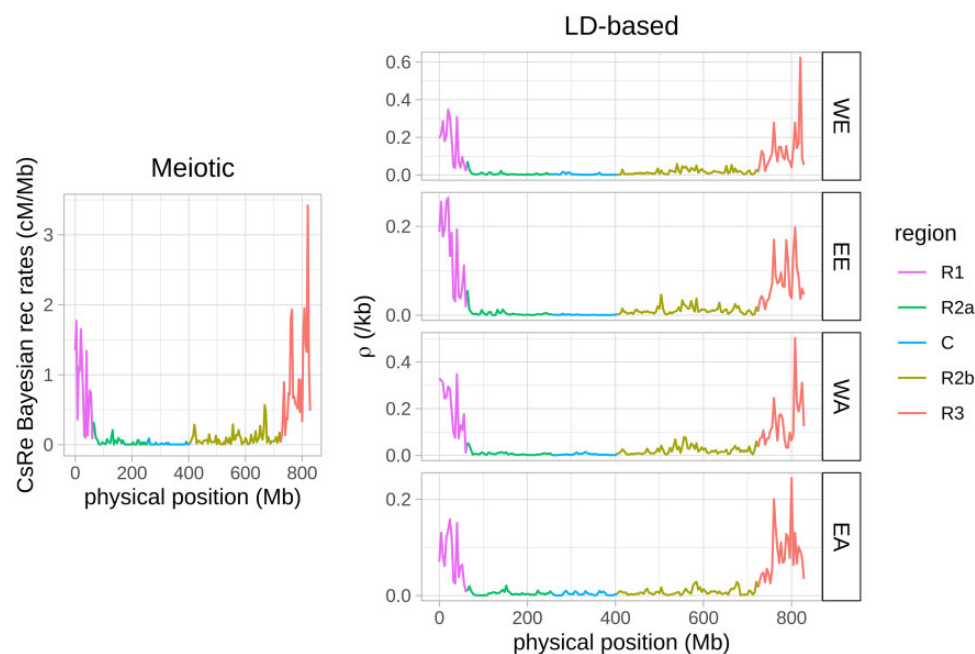 LD-based
Meiotic
CsRe Bayesian rec rates (cM/Mb)
3
2
1
0
0 200 400 600 800
physical position (Mb)
ρ (/kb)
0.6
0.4
0.2
0.0
WE
0.2
0.0
EE
0.4
0.2
0.0
WA
0.2
0.0
EA
0 200 400 600 800
physical position (Mb)
region
R1
R2a
C
R2b
R3